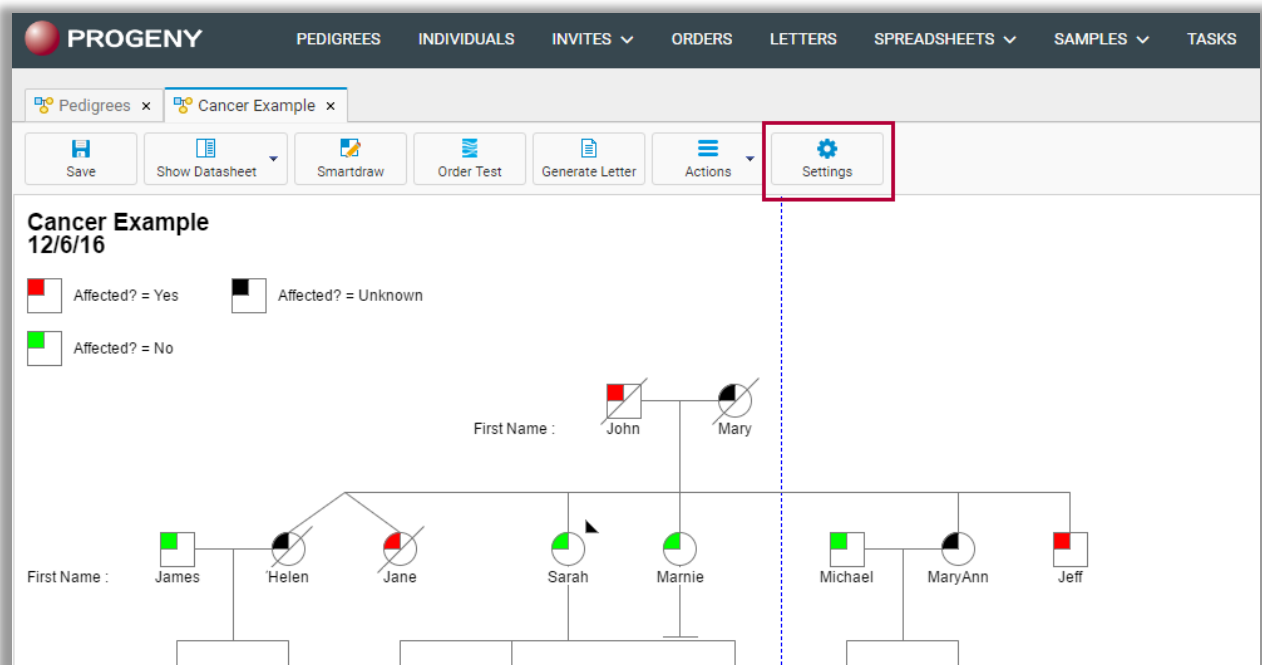 PROGENY PEDIGREES INDIVIDUALS INVITES ORDERS LETTERS SPREADSHEETS SAMPLES TASKS
Pedigrees x Cancer Example x
Save Show Datasheet Smartdraw Order Test Generate Letter Actions Settings
Cancer Example
12/6/16
Affected? = Yes Affected? = Unknown
Affected? = No
First Name : John Mary
First Name : James 'Helen Jane Sarah Marnie Michael MaryAnn Jeff